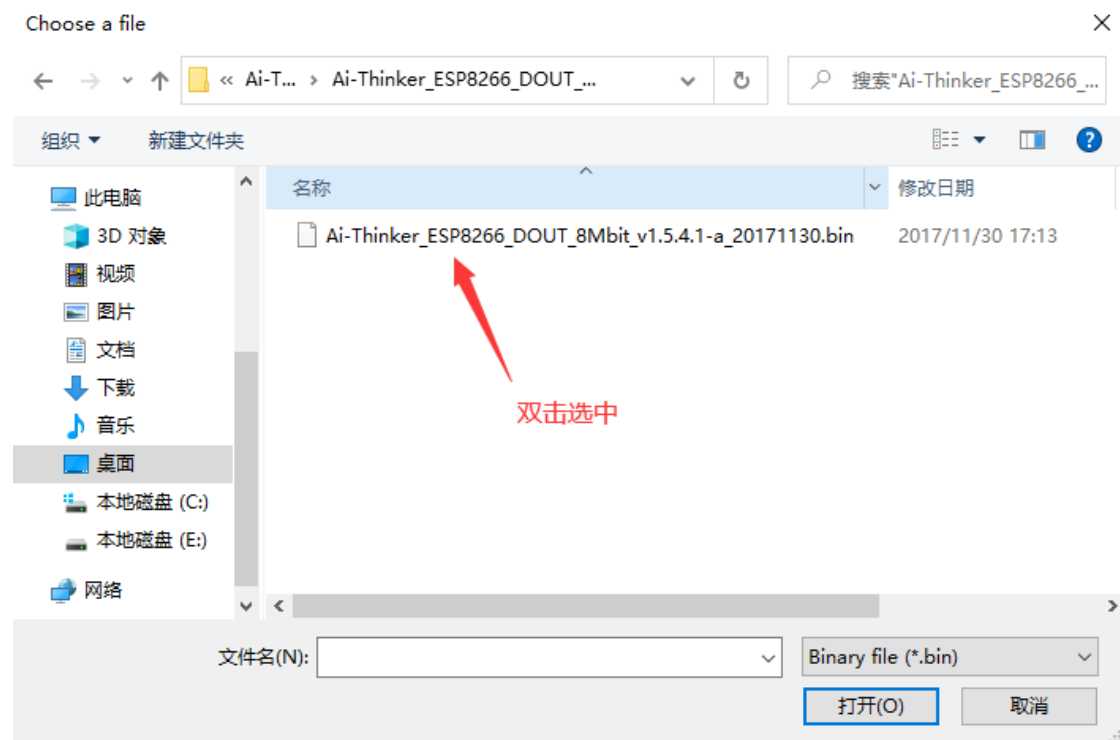 Choose a file
« Ai-T... › Ai-Thinker_ESP8266_DOUT_...
搜索"Ai-Thinker_ESP8266_...
组织
新建文件夹
?
此电脑
3D 对象
视频
图片
文档
下载
音乐
桌面
本地磁盘 (C:)
本地磁盘 (E:)
网络
名称
修改日期
Ai-Thinker_ESP8266_DOUT_8Mbit_v1.5.4.1-a_20171130.bin
2017/11/30 17:13
双击选中
文件名(N):
Binary file (*.bin)
打开(O)
取消